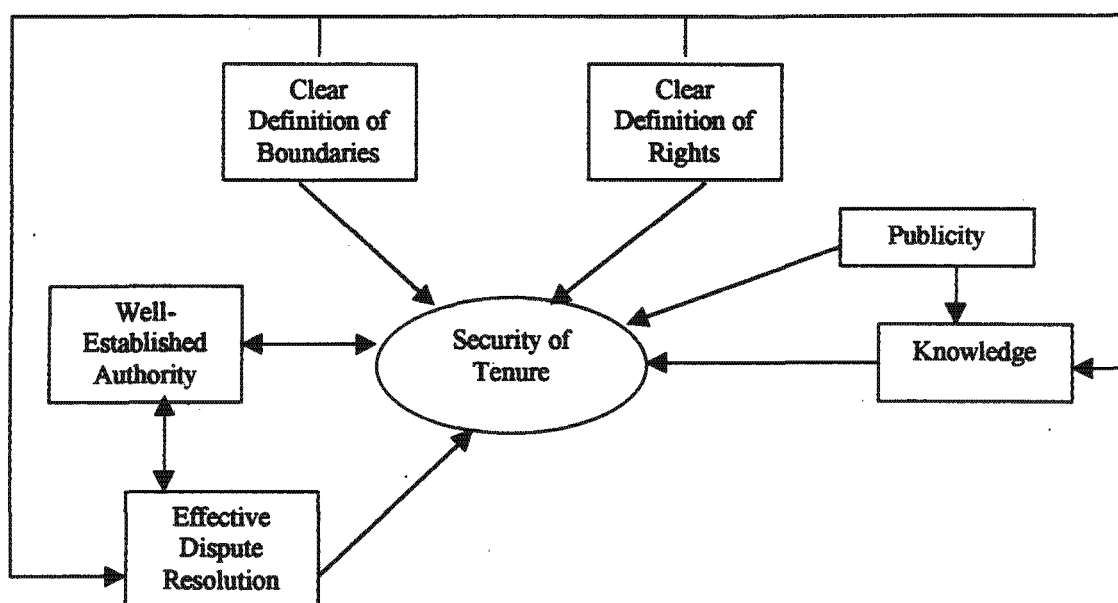 Clear
Definition of
Boundaries
Clear
Definition of
Rights
Publicity
Well-
Established
Authority
Security of
Tenure
Knowledge
Effective
Dispute
Resolution